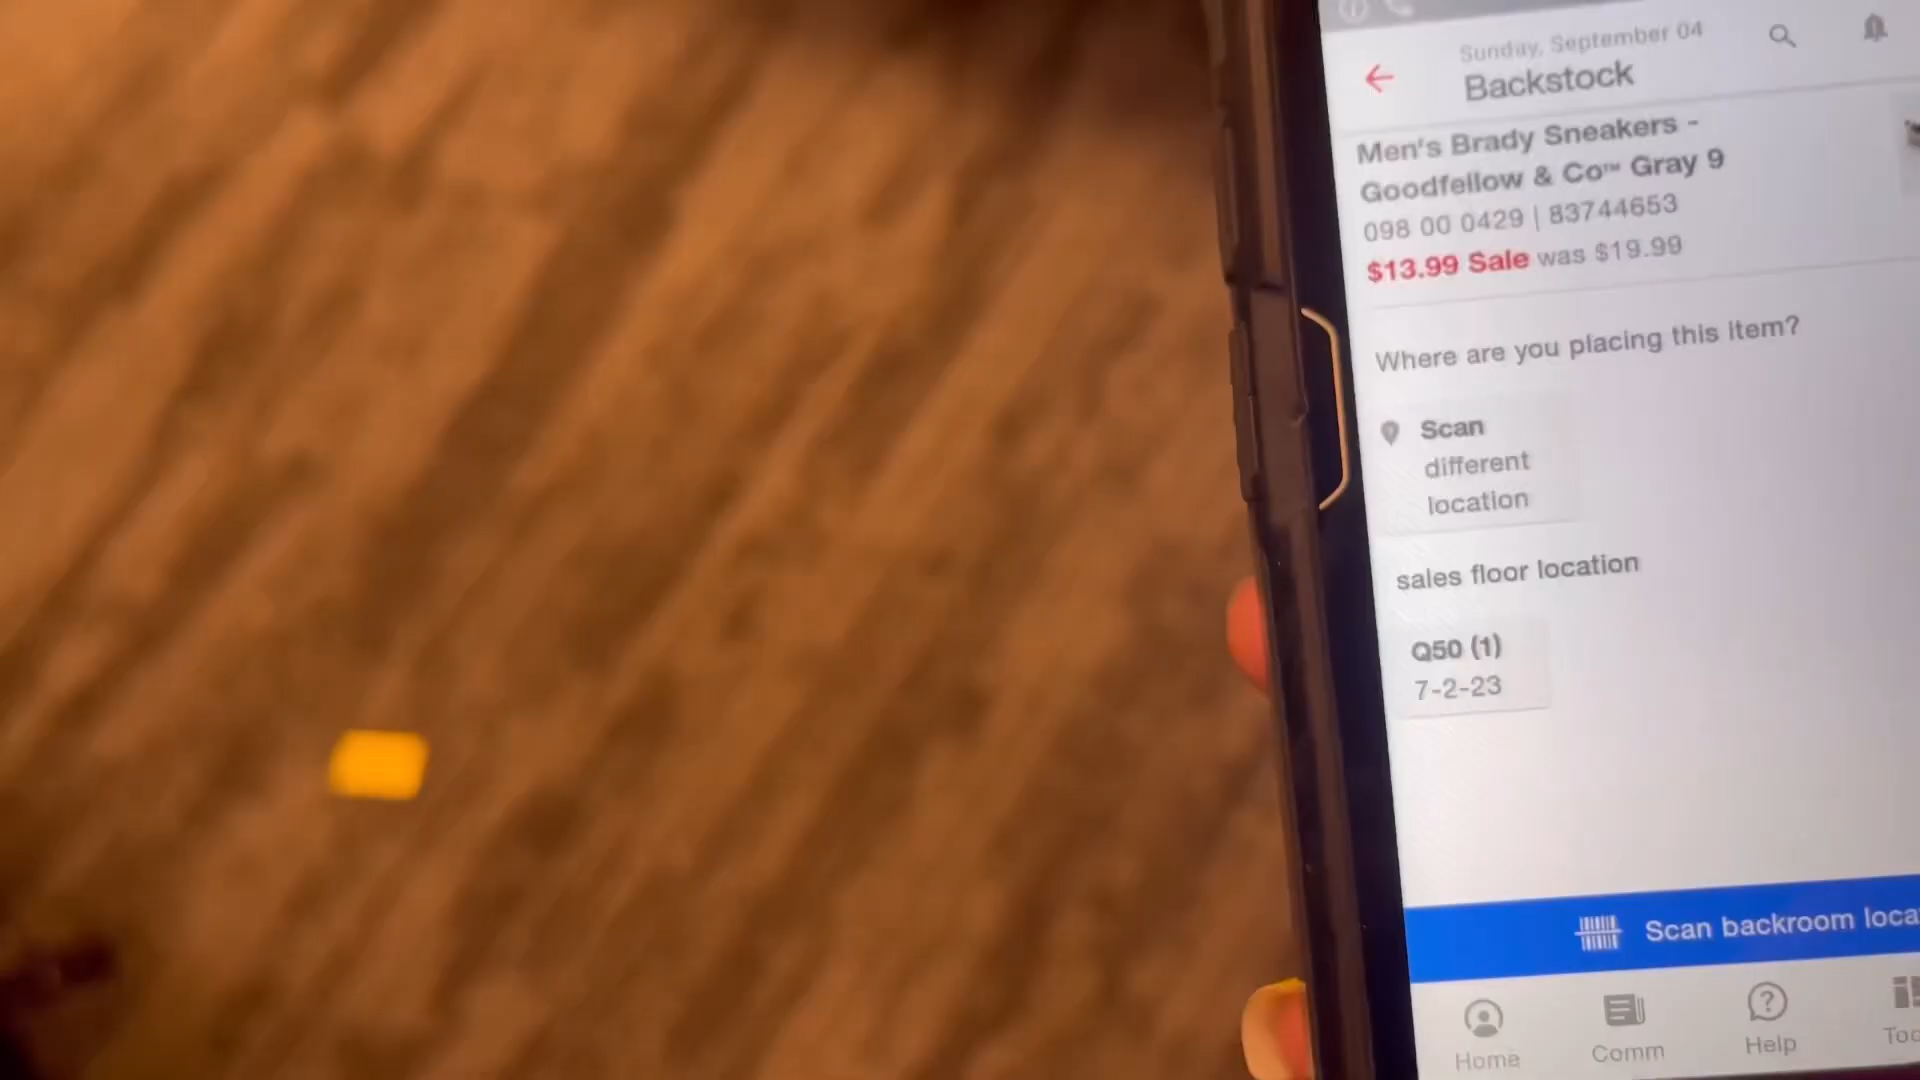 Sunday, September 04
Backstock
Men's Brady Sneakers -
Goodfellow & Co™ Gray 9
098 00 0429 | 83744653
$13.99 Sale was $19.99
Where are you placing this item?
Scan
different
location
sales floor location
Q50 (1)
7-2-23
Scan backroom loca
Home
Comm
Help
Too